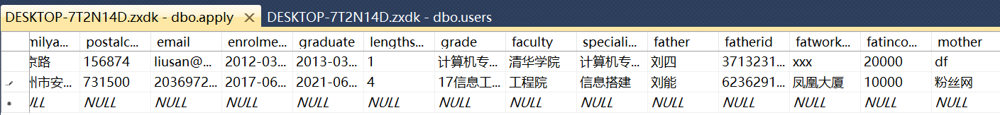 DESKTOP-7T2N14D.zxdk - dbo.apply DESKTOP-7T2N14D.zxdk - dbo.users
milya... postalc... email enrolme... graduate lengths... grade faculty speciali... father fatherid fatwork... fatinco... mother
京路 156874 liusan@... 2012-03... 2013-03... 1 计算机专... 清华学院 计算机专... 刘四 3713231... xxx 20000 df
州市安... 731500 2036972... 2017-06... 2021-06... 4 17信息工... 工程院 信息搭建 刘能 6236291... 凤凰大厦 10000 粉丝网
NULL NULL NULL NULL NULL NULL NULL NULL NULL NULL NULL NULL NULL NULL